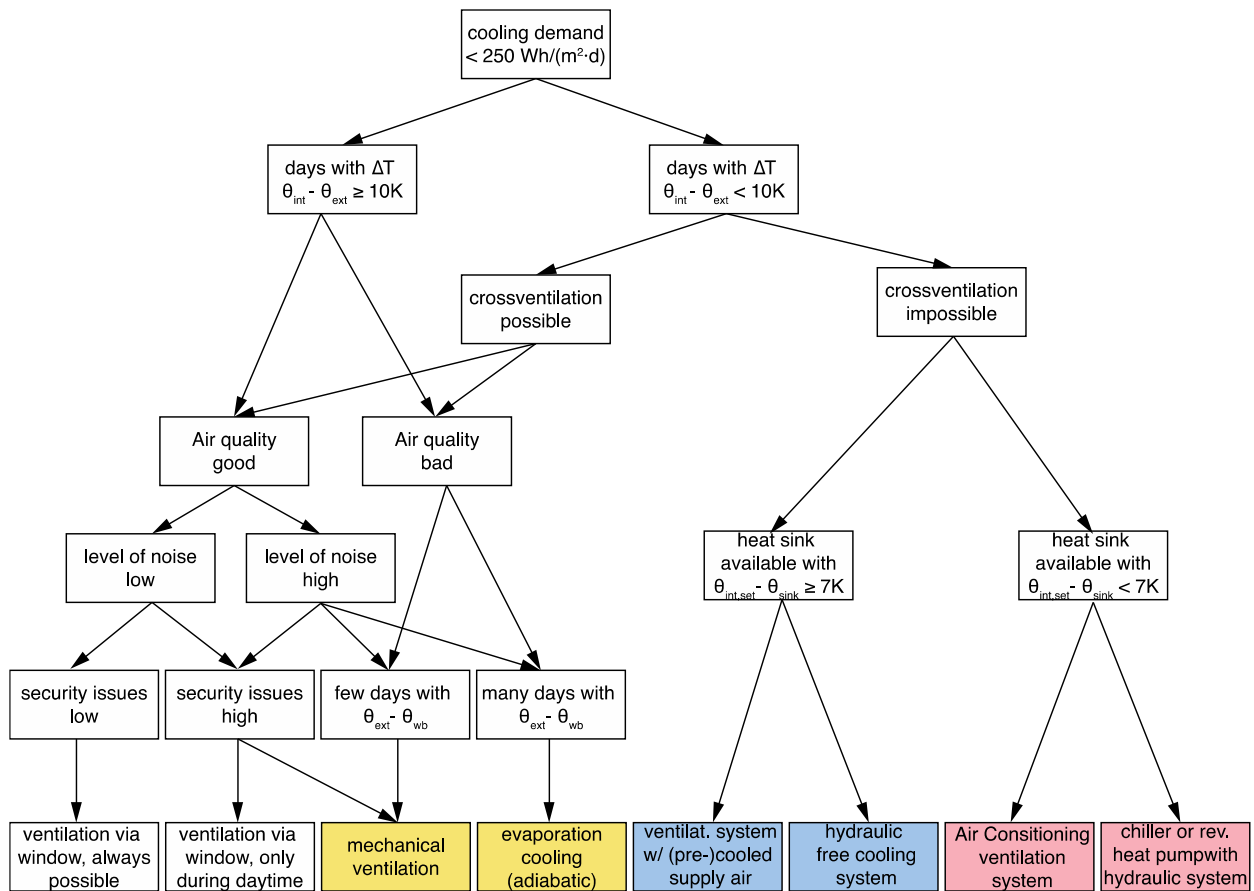 cooling demand
< 250 Wh/(m²·d)
days with ΔT
θint - θext ≥ 10K
days with ΔT
θint - θext < 10K
crossventilation
possible
crossventilation
impossible
Air quality
good
Air quality
bad
level of noise
low
level of noise
high
heat sink
available with
θint,set - θsink ≥ 7K
heat sink
available with
θint,set - θsink < 7K
security issues
low
security issues
high
few days with
θext - θwb
many days with
θext - θwb
ventilation via
window, always
possible
ventilation via
window, only
during daytime
mechanical
ventilation
evaporation
cooling
(adiabatic)
ventilat. system
w/ (pre-)cooled
supply air
hydraulic
free cooling
system
Air Consitioning
ventilation
system
chiller or rev.
heat pumpwith
hydraulic system